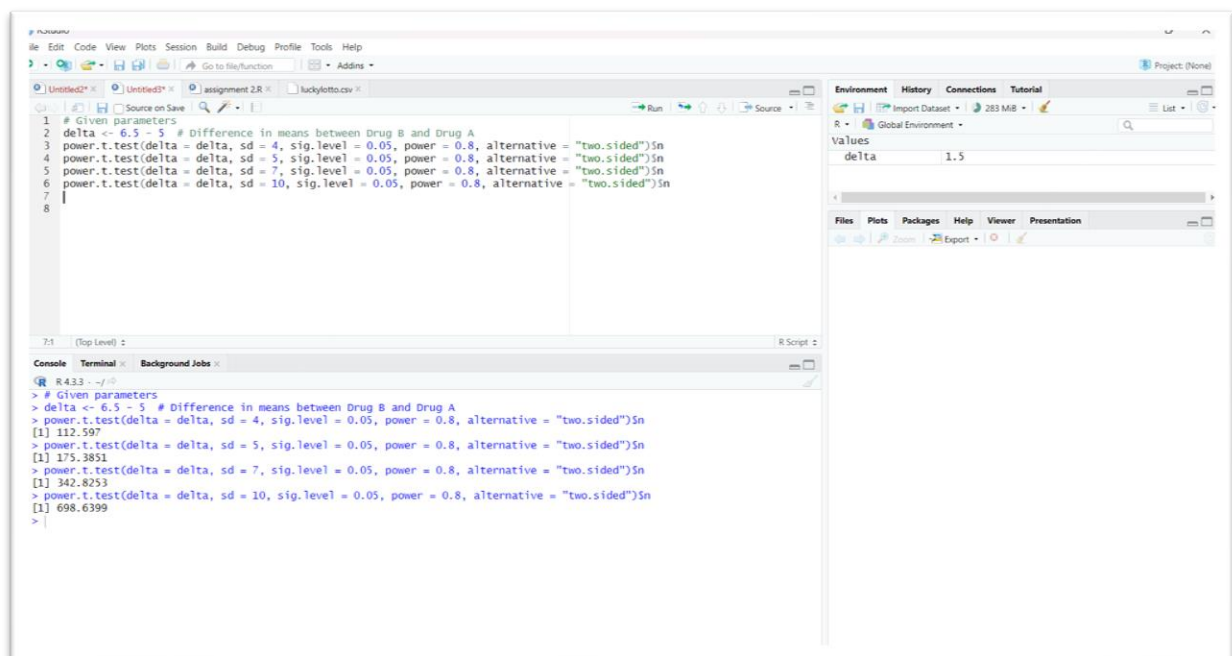 ile Edit Code View Plots Session Build Debug Profile Tools Help
Go to file/function Addins
Project: (None)
Untitled2* Untitled3* assignment 2.R luckylotto.csv
Source on Save Run Source
1 # Given parameters
2 delta <- 6.5 - 5 # Difference in means between Drug B and Drug A
3 power.t.test(delta = delta, sd = 4, sig.level = 0.05, power = 0.8, alternative = "two.sided")$n
4 power.t.test(delta = delta, sd = 5, sig.level = 0.05, power = 0.8, alternative = "two.sided")$n
5 power.t.test(delta = delta, sd = 7, sig.level = 0.05, power = 0.8, alternative = "two.sided")$n
6 power.t.test(delta = delta, sd = 10, sig.level = 0.05, power = 0.8, alternative = "two.sided")$n
7
8
7:1 (Top Level) R Script
Console Terminal Background Jobs
R 4.3.3 · ~/
> # Given parameters
> delta <- 6.5 - 5 # Difference in means between Drug B and Drug A
> power.t.test(delta = delta, sd = 4, sig.level = 0.05, power = 0.8, alternative = "two.sided")$n
[1] 112.597
> power.t.test(delta = delta, sd = 5, sig.level = 0.05, power = 0.8, alternative = "two.sided")$n
[1] 175.3851
> power.t.test(delta = delta, sd = 7, sig.level = 0.05, power = 0.8, alternative = "two.sided")$n
[1] 342.8253
> power.t.test(delta = delta, sd = 10, sig.level = 0.05, power = 0.8, alternative = "two.sided")$n
[1] 698.6399
>
Environment History Connections Tutorial
Import Dataset 283 MiB List
R Global Environment
Values
delta 1.5
Files Plots Packages Help Viewer Presentation
Zoom Export